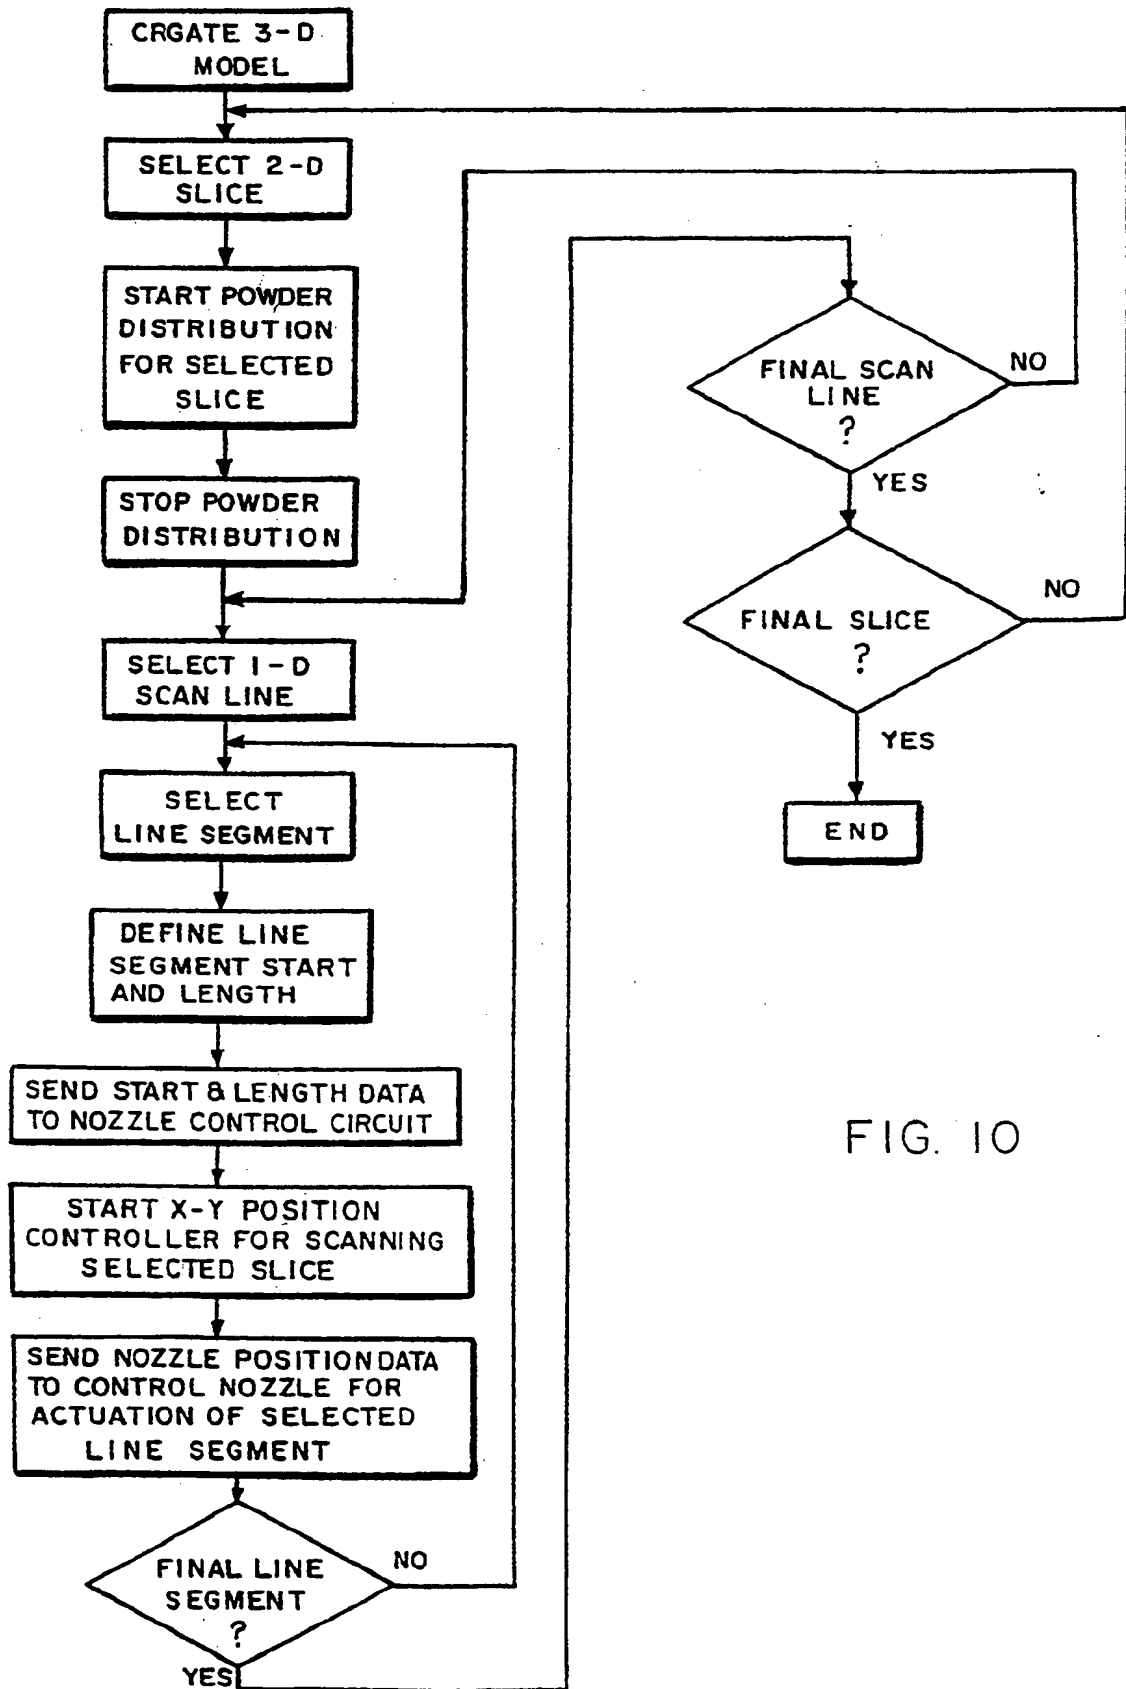 CRGATE 3-D
MODEL
SELECT 2-D
SLICE
START POWDER
DISTRIBUTION
FOR SELECTED
SLICE
STOP POWDER
DISTRIBUTION
SELECT 1-D
SCAN LINE
SELECT
LINE SEGMENT
DEFINE LINE
SEGMENT START
AND LENGTH
SEND START & LENGTH DATA
TO NOZZLE CONTROL CIRCUIT
START X-Y POSITION
CONTROLLER FOR SCANNING
SELECTED SLICE
SEND NOZZLE POSITION DATA
TO CONTROL NOZZLE FOR
ACTUATION OF SELECTED
LINE SEGMENT
FINAL LINE
SEGMENT
?
NO
YES
FINAL SCAN
LINE
?
NO
YES
FINAL SLICE
?
NO
YES
END
FIG. 10